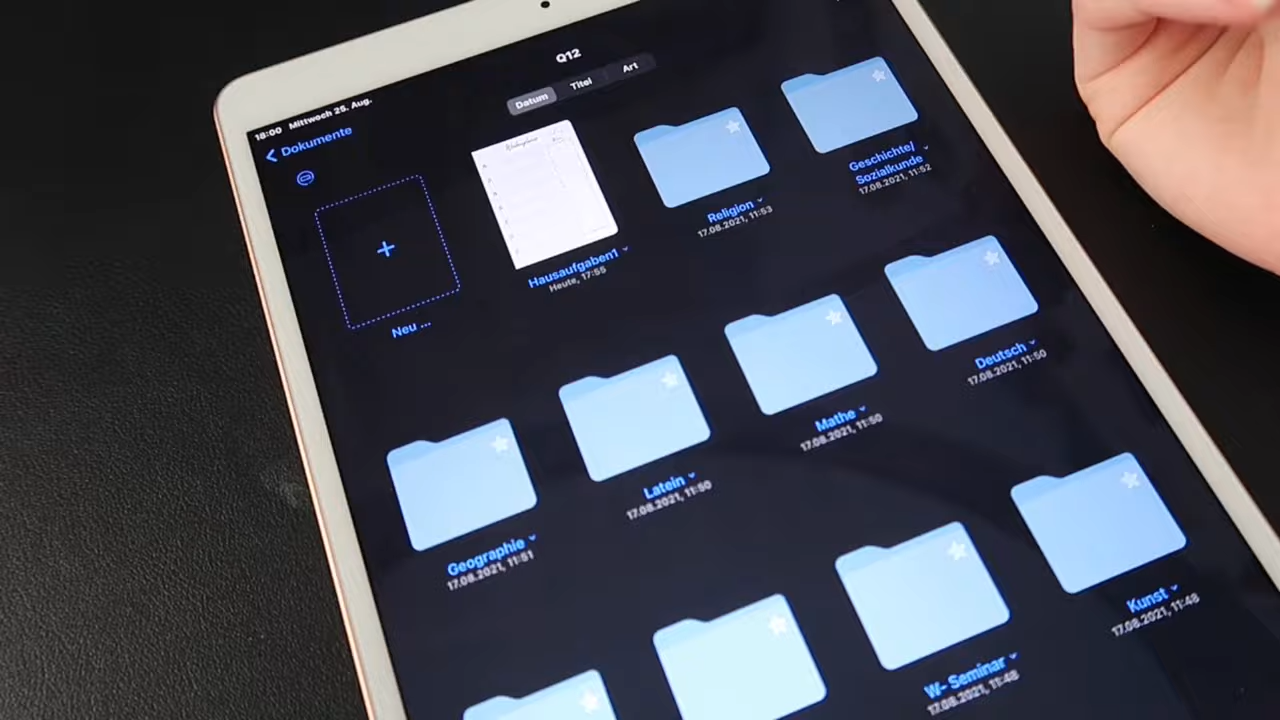 18:00 Mittwoch 25. Aug.
Dokumente
Q12
Datum
Titel
Art
Neu ...
Hausaufgaben1
Heute, 17:55
Religion
17.08.2021, 11:53
Geschichte/
Sozialkunde
17.08.2021, 11:52
Geographie
17.08.2021, 11:51
Latein
17.08.2021, 11:50
Mathe
17.08.2021, 11:50
Deutsch
17.08.2021, 11:50
W- Seminar
17.08.2021, 11:48
Kunst
17.08.2021, 11:48